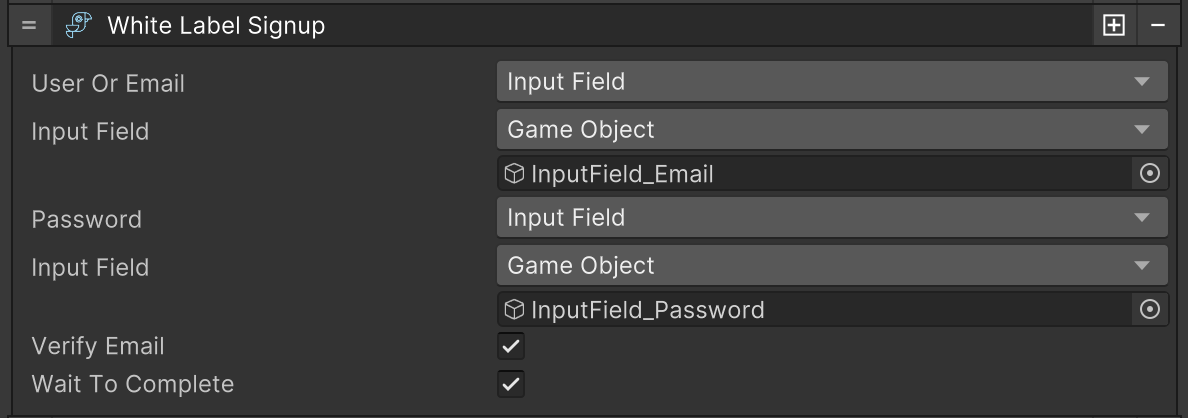 White Label Signup
User Or Email Input Field
Input Field Game Object
InputField_Email
Password Input Field
Input Field Game Object
InputField_Password
Verify Email
Wait To Complete